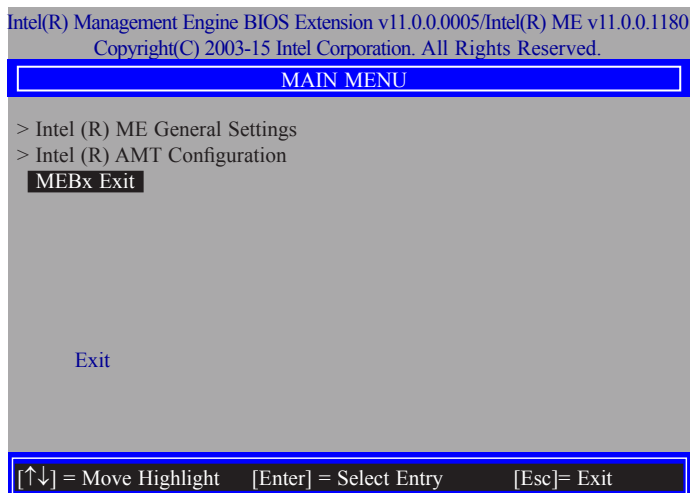 Intel(R) Management Engine BIOS Extension v11.0.0.0005/Intel(R) ME v11.0.0.1180
Copyright(C) 2003-15 Intel Corporation. All Rights Reserved.
MAIN MENU
> Intel (R) ME General Settings
> Intel (R) AMT Configuration
MEBx Exit
Exit
[↑↓] = Move Highlight [Enter] = Select Entry [Esc]= Exit